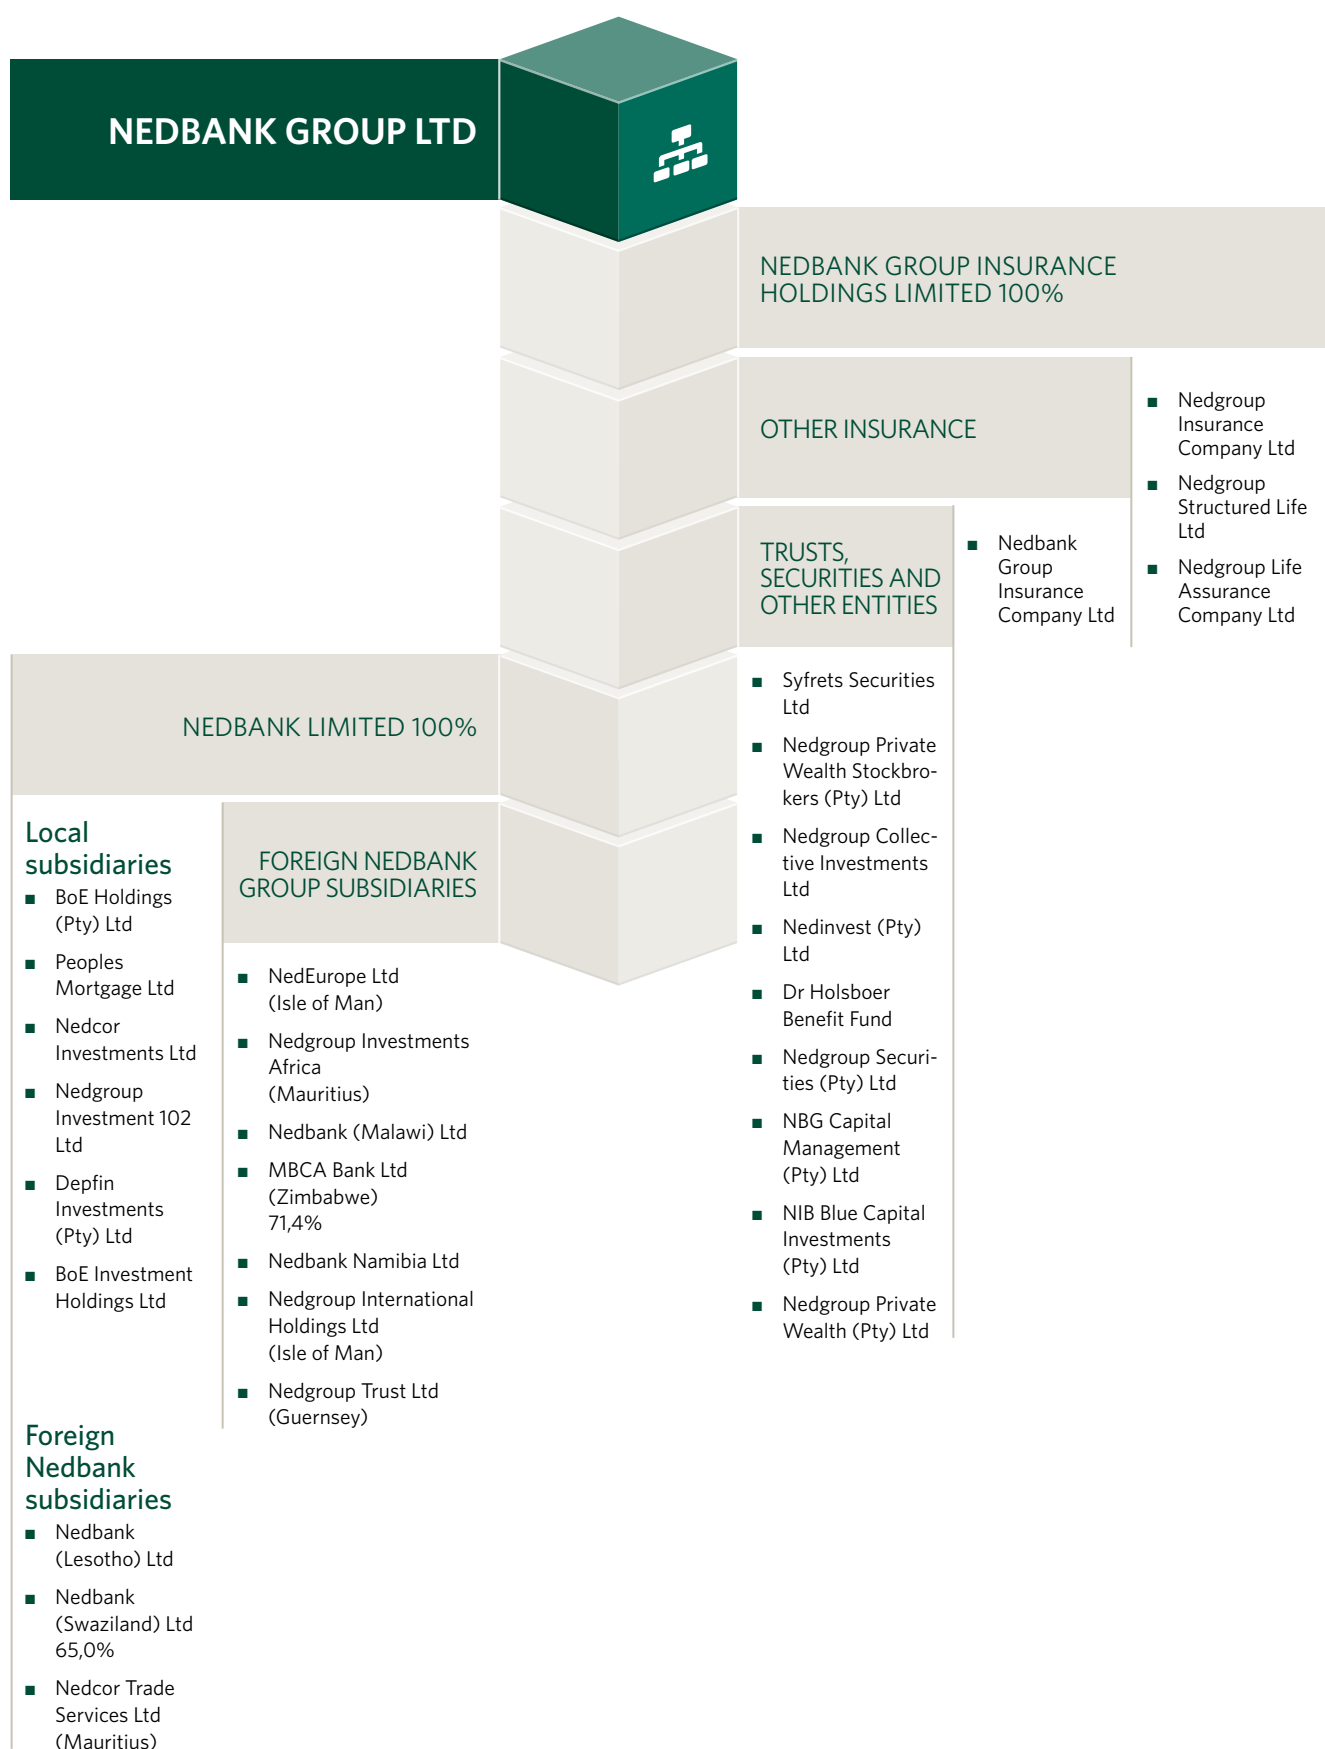 NEDBANK GROUP LTD
NEDBANK GROUP INSURANCE
HOLDINGS LIMITED 100%
■ Nedgroup
Insurance
Company Ltd
■ Nedgroup
Structured Life
Ltd
■ Nedgroup Life
Assurance
Company Ltd
OTHER INSURANCE
■ Nedbank
Group
Insurance
Company Ltd
TRUSTS,
SECURITIES AND
OTHER ENTITIES
■ Syfrets Securities
Ltd
■ Nedgroup Private
Wealth Stockbro-
kers (Pty) Ltd
■ Nedgroup Collec-
tive Investments
Ltd
■ Nedinvest (Pty)
Ltd
■ Dr Holsboer
Benefit Fund
■ Nedgroup Securi-
ties (Pty) Ltd
■ NBG Capital
Management
(Pty) Ltd
■ NIB Blue Capital
Investments
(Pty) Ltd
■ Nedgroup Private
Wealth (Pty) Ltd
NEDBANK LIMITED 100%
Local
subsidiaries
■ BoE Holdings
(Pty) Ltd
■ Peoples
Mortgage Ltd
■ Nedcor
Investments Ltd
■ Nedgroup
Investment 102
Ltd
■ Depfin
Investments
(Pty) Ltd
■ BoE Investment
Holdings Ltd
Foreign
Nedbank
subsidiaries
■ Nedbank
(Lesotho) Ltd
■ Nedbank
(Swaziland) Ltd
65,0%
■ Nedcor Trade
Services Ltd
(Mauritius)
FOREIGN NEDBANK
GROUP SUBSIDIARIES
■ NedEurope Ltd
(Isle of Man)
■ Nedgroup Investments
Africa
(Mauritius)
■ Nedbank (Malawi) Ltd
■ MBCA Bank Ltd
(Zimbabwe)
71,4%
■ Nedbank Namibia Ltd
■ Nedgroup International
Holdings Ltd
(Isle of Man)
■ Nedgroup Trust Ltd
(Guernsey)